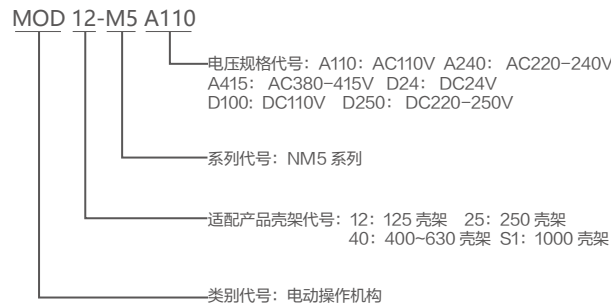 MOD 12-M5 A110
电压规格代号：A110：AC110V A240：AC220-240V
A415：AC380-415V D24：DC24V
D100：DC110V D250：DC220-250V
系列代号：NM5 系列
适配产品壳架代号：12：125 壳架 25：250 壳架
40：400~630 壳架 S1：1000 壳架
类别代号：电动操作机构